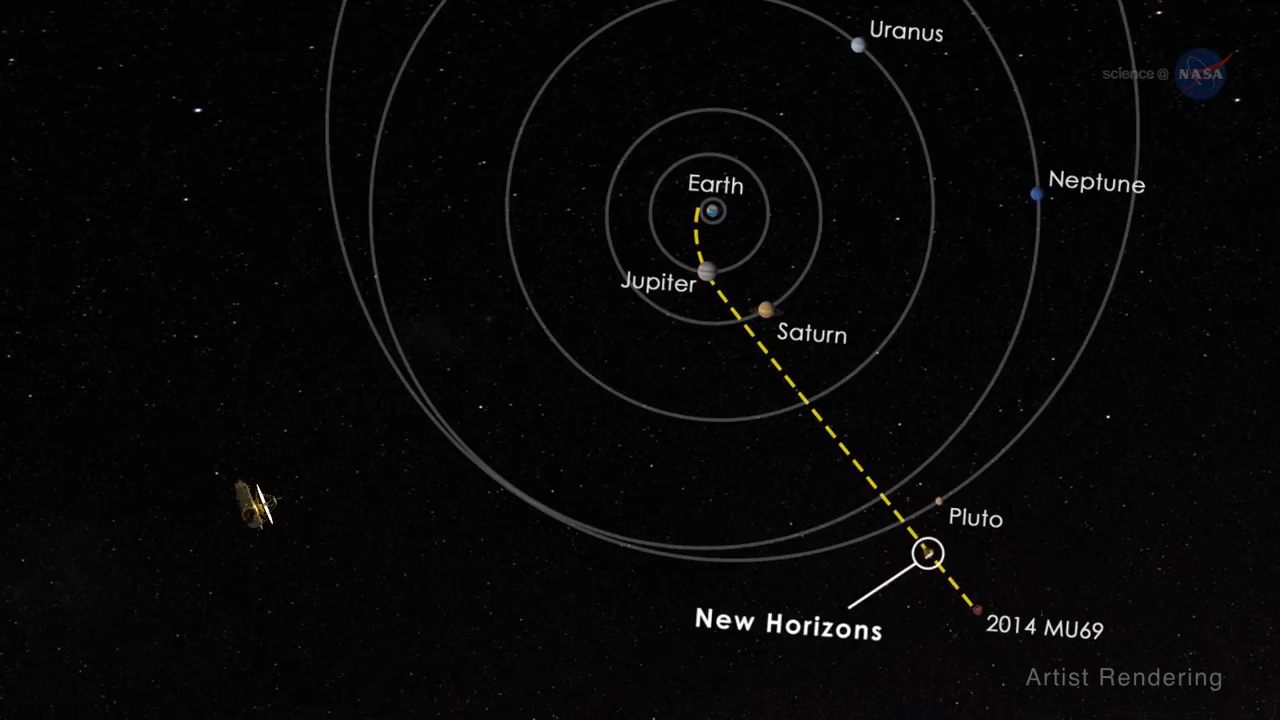 Uranus
science@ NASA
Earth
Neptune
Jupiter
Saturn
Pluto
New Horizons
2014 MU69
Artist Rendering